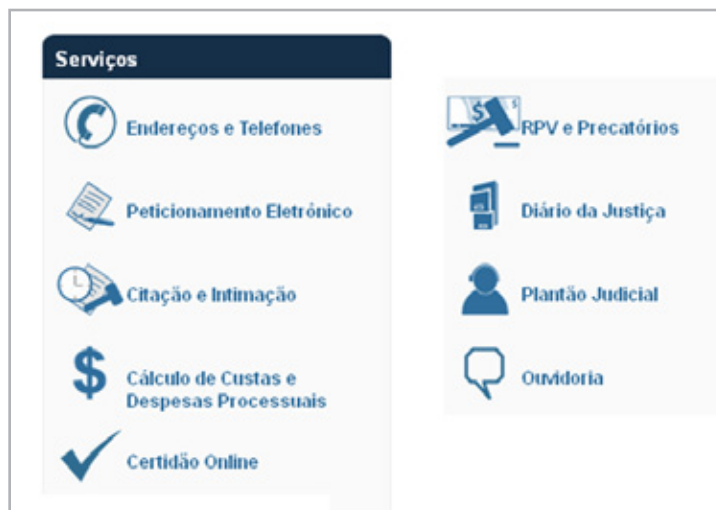 Serviços
Endereços e Telefones
Peticionamento Eletrónico
Citação e Intimação
$
Cálculo de Custas e
Despesas Processuais
Certidão Online
$ $
RPV e Precatórios
Diário da Justiça
Plantão Judicial
Ouvidoria